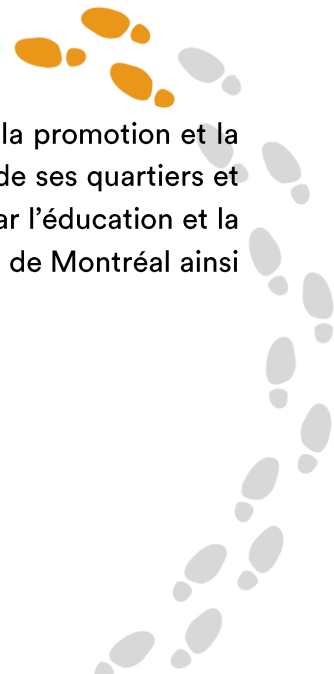 la promotion et la
de ses quartiers et
ar l’éducation et la
de Montréal ainsi